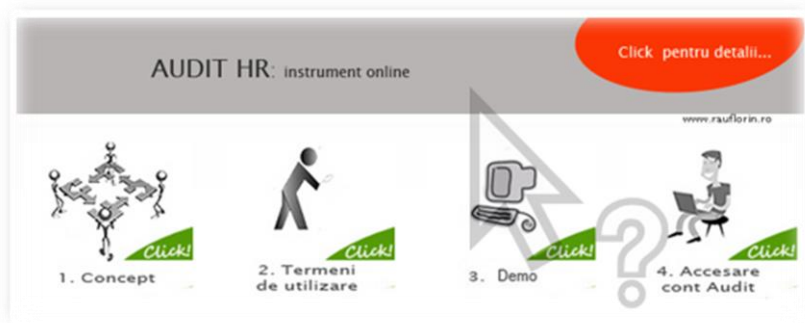 AUDIT HR: instrument online
Click pentru detalii...
www.rauflorin.ro
Click!
Click!
Click!
Click!
1. Concept
2. Termeni
de utilizare
3. Demo
4. Accesare
cont Audit
?